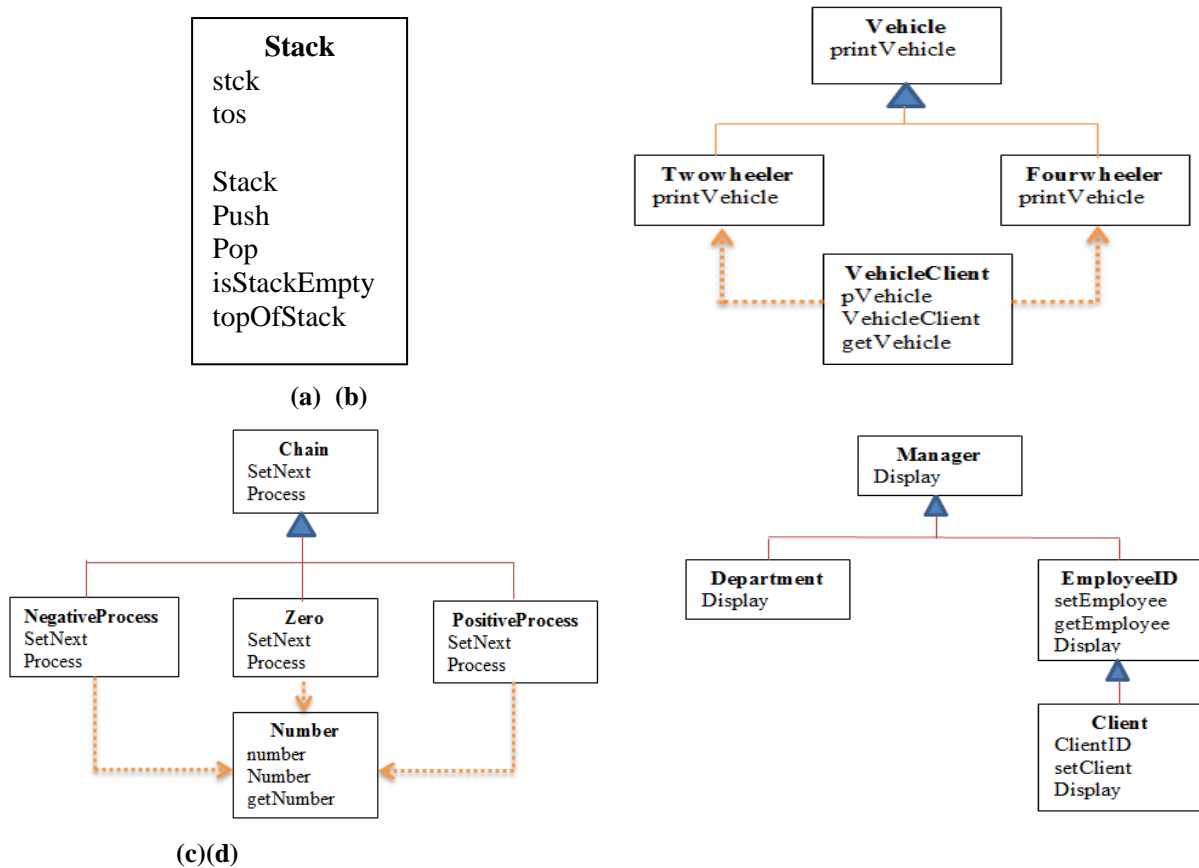 Stack
stck
tos
Stack
Push
Pop
isStackEmpty
topOfStack
Vehicle
printVehicle
Twowheeler
printVehicle
Fourwheeler
printVehicle
VehicleClient
pVehicle
VehicleClient
getVehicle
(a) (b)
Chain
SetNext
Process
NegativeProcess
SetNext
Process
Zero
SetNext
Process
PositiveProcess
SetNext
Process
Number
number
Number
getNumber
Manager
Display
Department
Display
EmployeeID
setEmployee
getEmployee
Display
Client
ClientID
setClient
Display
(c)(d)